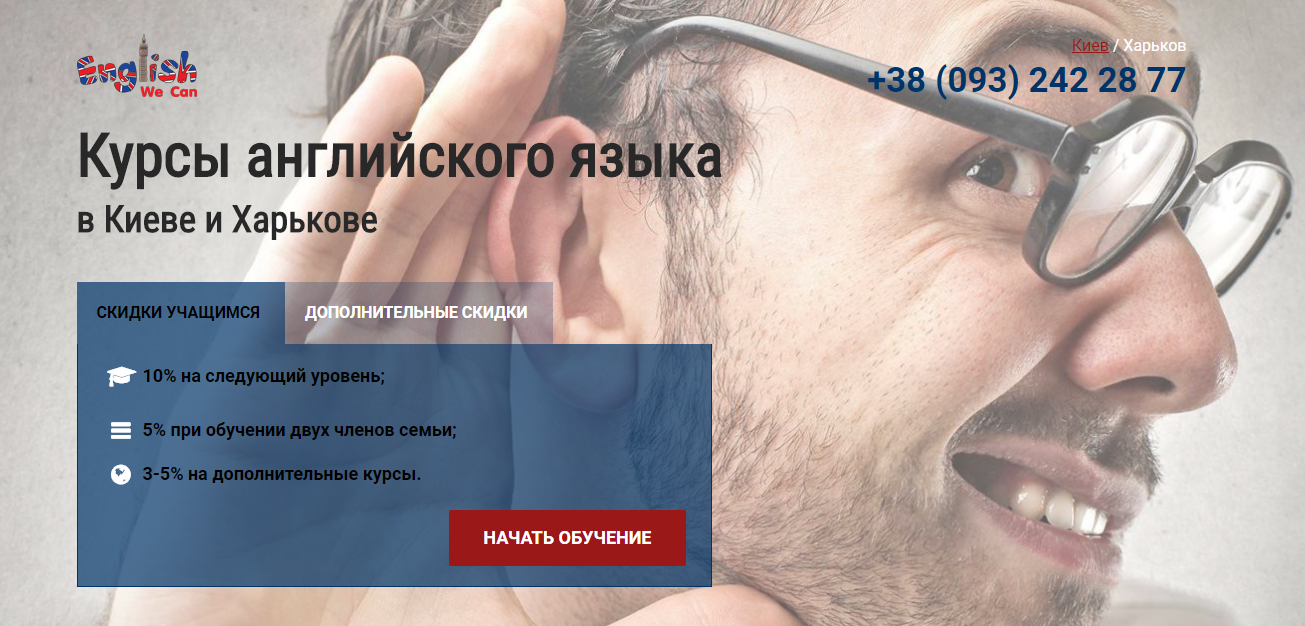 English
We Can
Киев / Харьков
+38 (093) 242 28 77
Курсы английского языка
в Киеве и Харькове
СКИДКИ УЧАЩИМСЯ
ДОПОЛНИТЕЛЬНЫЕ СКИДКИ
10% на следующий уровень;
5% при обучении двух членов семьи;
3-5% на дополнительные курсы.
НАЧАТЬ ОБУЧЕНИЕ